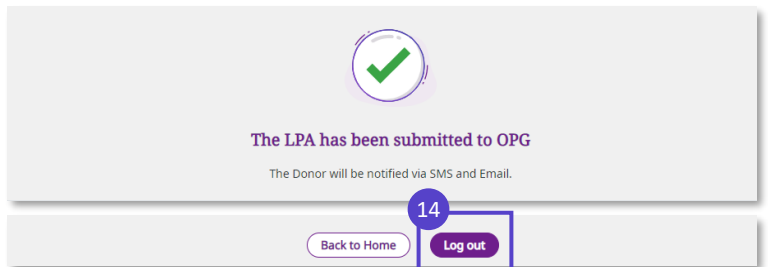 The LPA has been submitted to OPG
The Donor will be notified via SMS and Email.
14
Back to Home
Log out